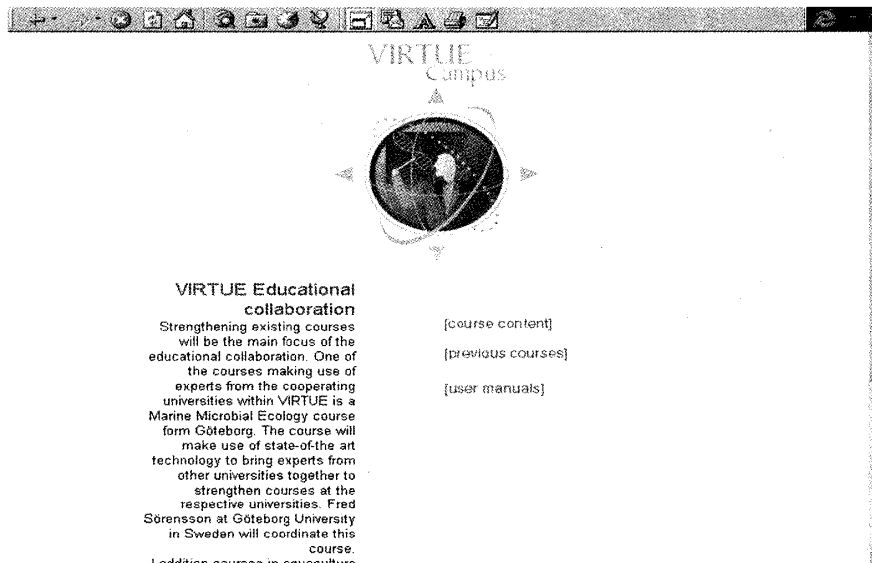 VIRTUE
Campus
VIRTUE Educational
collaboration
Strengthening existing courses
will be the main focus of the
educational collaboration. One of
the courses making use of
experts from the cooperating
universities within VIRTUE is a
Marine Microbial Ecology course
form Göteborg. The course will
make use of state-of-the art
technology to bring experts from
other universities together to
strengthen courses at the
respective universities. Fred
Sörensson at Göteborg University
in Sweden will coordinate this
course.
I addition courses in aquaculture
[course content]
[previous courses]
[user manuals]